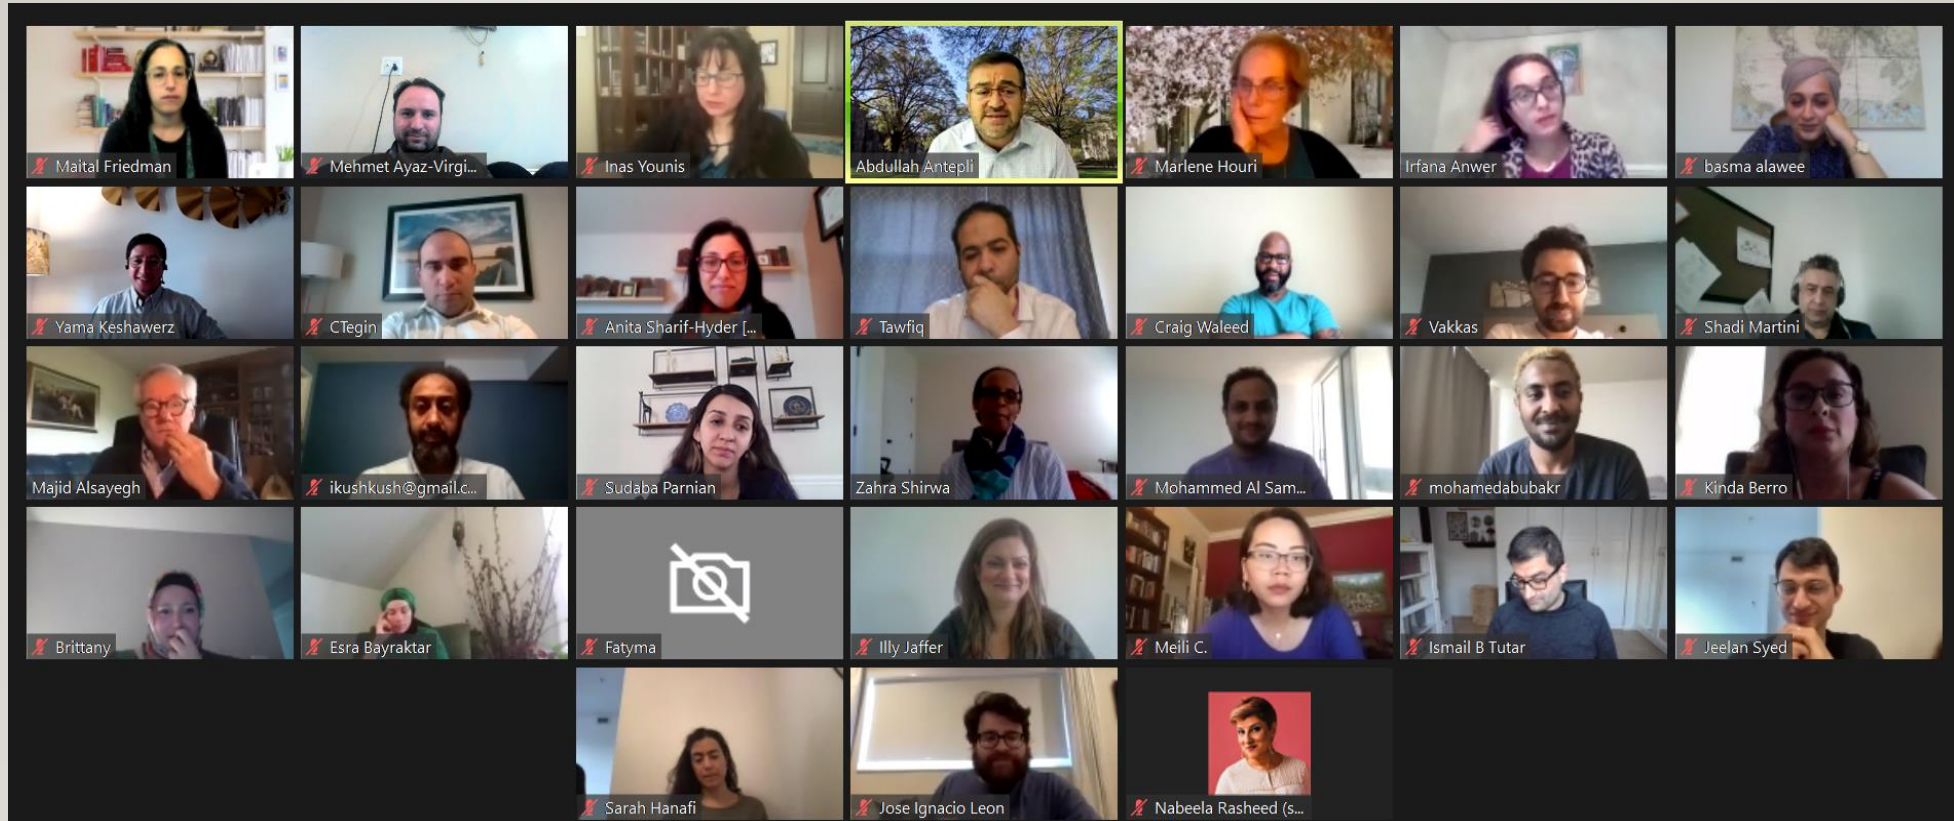 Maital Friedman
Mehmet Ayaz-Virgi...
Inas Younis
Abdullah Antepli
Marlene Houri
Irfana Anwer
basma alawee
Yama Keshawerz
CTegin
Anita Sharif-Hyder [...
Tawfiq
Craig Waleed
Vakkas
Shadi Martini
Majid Alsayegh
ikushkush@gmail.c...
Sudaba Parnian
Zahra Shirwa
Mohammed Al Sam...
mohamedabubakr
Kinda Berro
Brittany
Esra Bayraktar
Fatyma
Illy Jaffer
Meili C.
Ismail B Tutar
Jeelan Syed
Sarah Hanafi
Jose Ignacio Leon
Nabeela Rasheed (s...